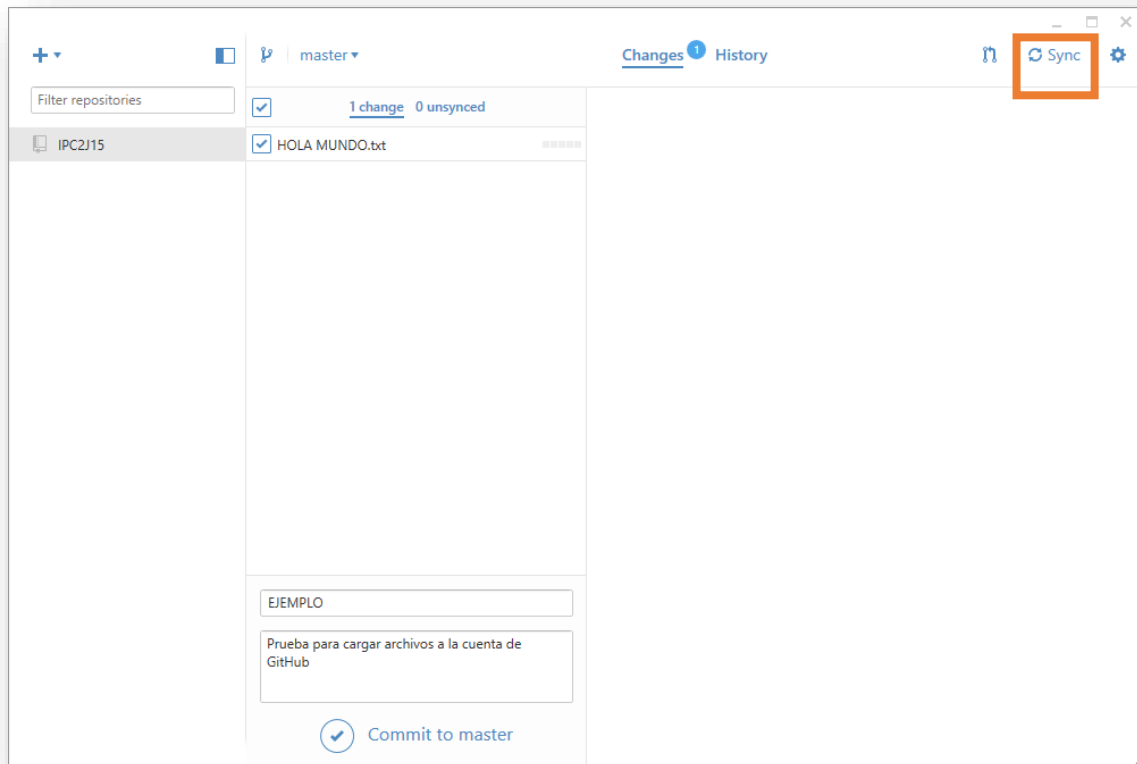 master
Changes 1 History
Sync
Filter repositories
1 change 0 unsynced
IPC2J15
HOLA MUNDO.txt
EJEMPLO
Prueba para cargar archivos a la cuenta de
GitHub
Commit to master